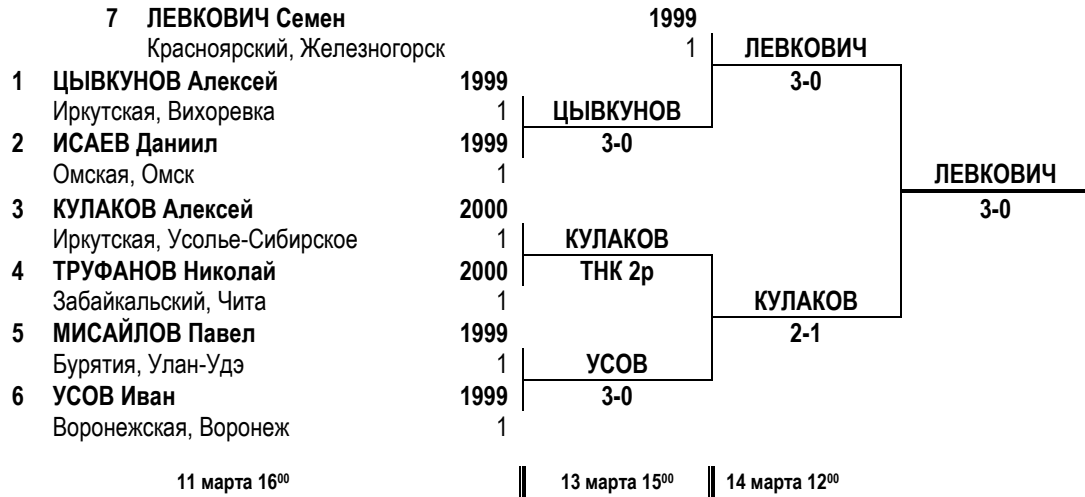 7 ЛЕВКОВИЧ Семен 1999
Красноярский, Железногорск 1 ЛЕВКОВИЧ
1 ЦЫВКУНОВ Алексей 1999 3-0
Иркутская, Вихоревка 1 ЦЫВКУНОВ
2 ИСАЕВ Даниил 1999 3-0
Омская, Омск 1 ЛЕВКОВИЧ
3 КУЛАКОВ Алексей 2000 3-0
Иркутская, Усолье-Сибирское 1 КУЛАКОВ
4 ТРУФАНОВ Николай 2000 ТНК 2р
Забайкальский, Чита 1 КУЛАКОВ
5 МИСАЙЛОВ Павел 1999 2-1
Бурятия, Улан-Удэ 1 УСОВ
6 УСОВ Иван 1999 3-0
Воронежская, Воронеж 1
11 марта 16⁰⁰ 13 марта 15⁰⁰ 14 марта 12⁰⁰